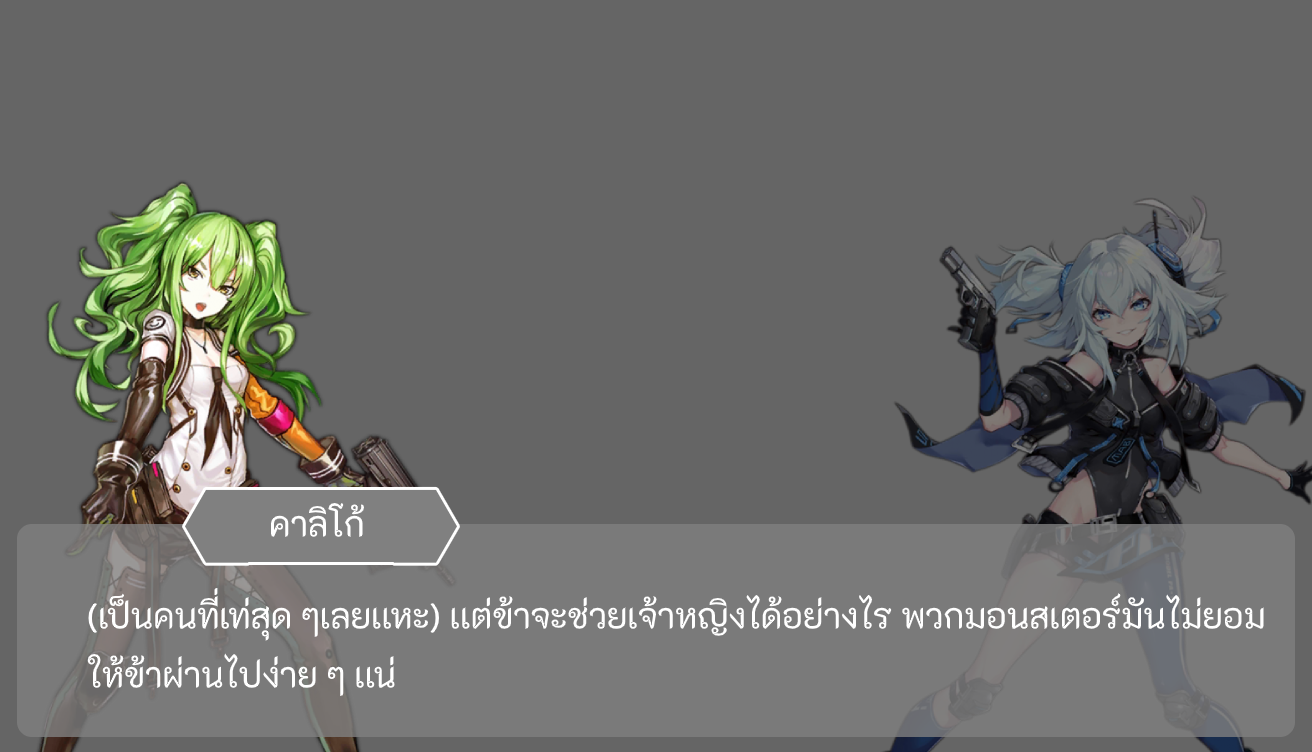 คาลิโก้
(เป็นคนที่เท่สุด ๆเลยแหะ) แต่ข้าจะช่วยเจ้าหญิงได้อย่างไร พวกมอนสเตอร์มันไม่ยอม
ให้ข้าผ่านไปง่าย ๆ แน่